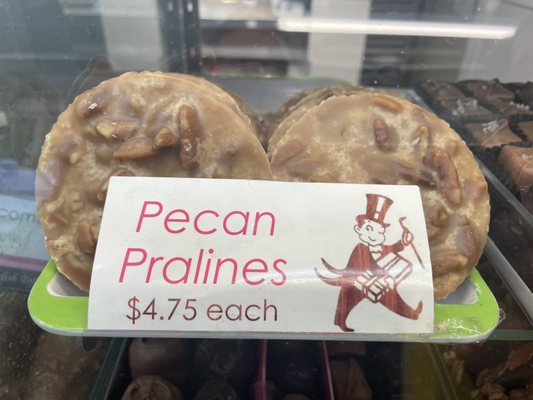 Pecan
Pralines
$4.75 each